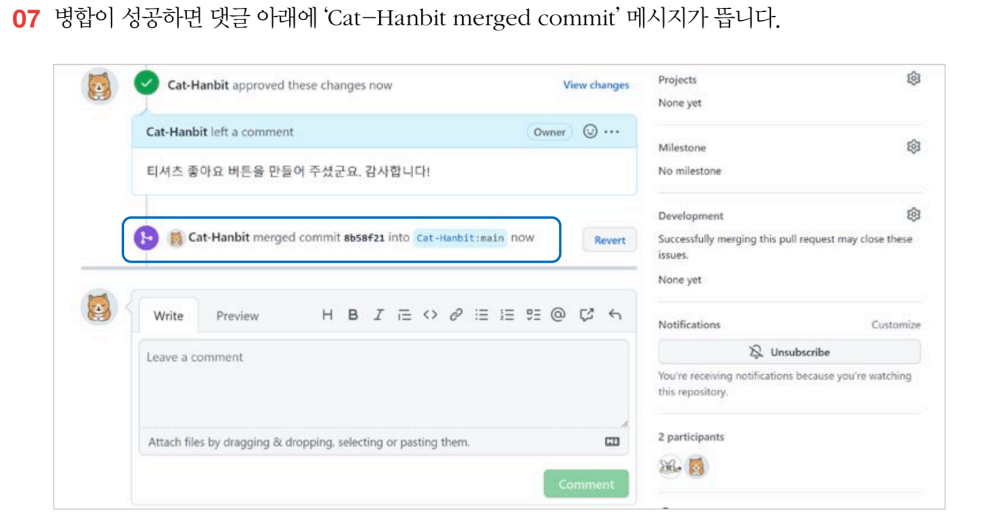 07 병합이 성공하면 댓글 아래에 ‘Cat-Hanbit merged commit’ 메시지가 뜹니다.
Cat-Hanbit approved these changes now
View changes
Cat-Hanbit left a comment
Owner
티셔츠 좋아요 버튼을 만들어 주셨군요. 감사합니다!
Cat-Hanbit merged commit 8b58f21 into Cat-Hanbit:main now
Revert
Write Preview
H B I
Leave a comment
Attach files by dragging & dropping, selecting or pasting them.
Comment
Projects
None yet
Milestone
No milestone
Development
Successfully merging this pull request may close these
issues.
None yet
Notifications
Customize
Unsubscribe
You're receiving notifications because you're watching
this repository.
2 participants